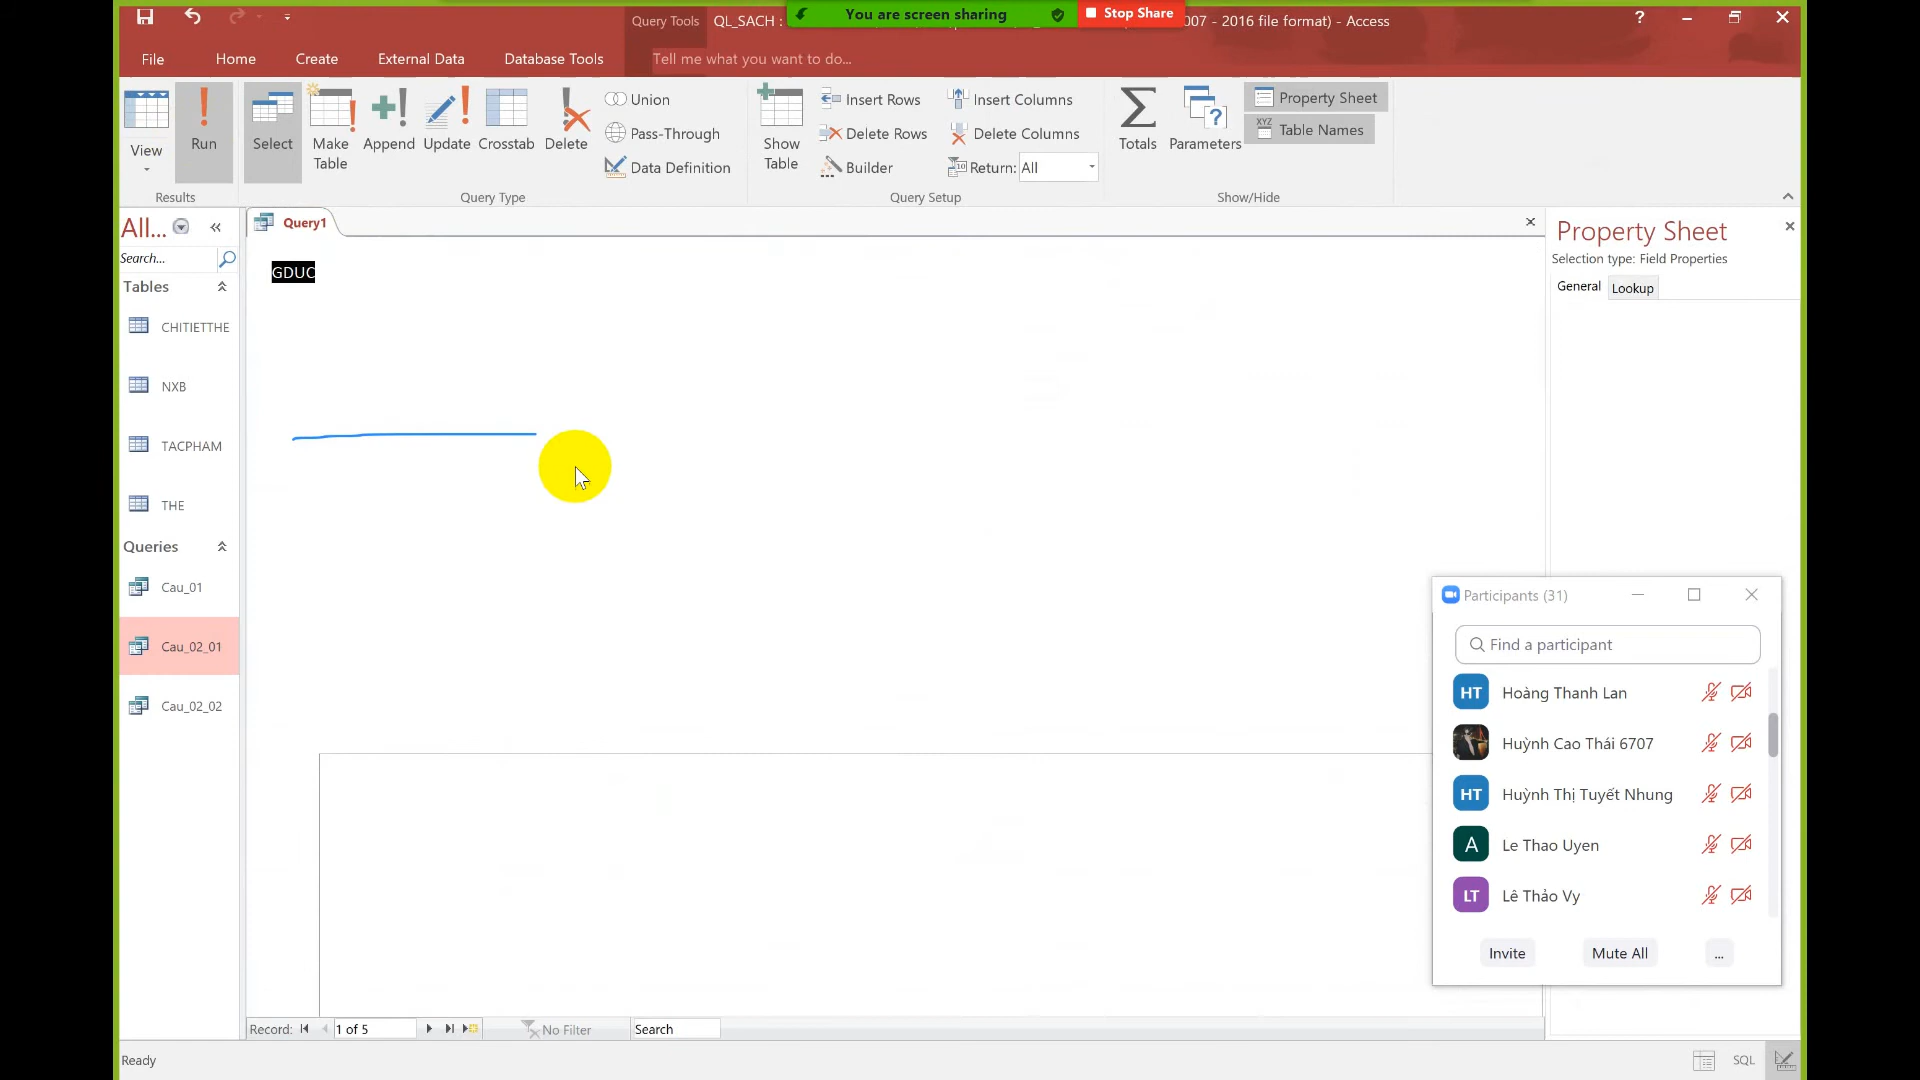 Query Tools
QL_SACH :
You are screen sharing
Stop Share
007 - 2016 file format) - Access
?
File
Home
Create
External Data
Database Tools
Tell me what you want to do...
View
Run
Select
Make Table
Append
Update
Crosstab
Delete
Union
Pass-Through
Data Definition
Show Table
Insert Rows
Delete Rows
Builder
Insert Columns
Delete Columns
Return: All
Totals
Parameters
Property Sheet
XYZ Table Names
Results
Query Type
Query Setup
Show/Hide
All...
Search...
Tables
CHITIETTHE
NXB
TACPHAM
THE
Queries
Cau_01
Cau_02_01
Cau_02_02
Query1
GDUC
Property Sheet
Selection type: Field Properties
General
Lookup
Participants (31)
Find a participant
HT Hoàng Thanh Lan
Huỳnh Cao Thái 6707
HT Huỳnh Thị Tuyết Nhung
A Le Thao Uyen
LT Lê Thảo Vy
Invite
Mute All
...
Record:
1 of 5
No Filter
Search
Ready
SQL